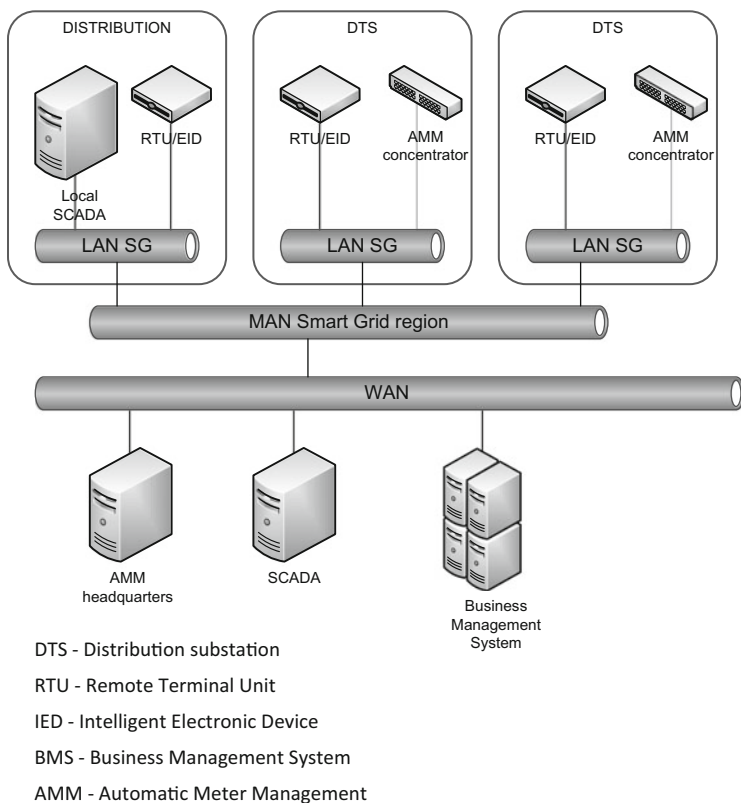 DISTRIBUTION
DTS
DTS
RTU/EID
Local
SCADA
RTU/EID
AMM
concentrator
RTU/EID
AMM
concentrator
LAN SG
LAN SG
LAN SG
MAN Smart Grid region
WAN
AMM
headquarters
SCADA
Business
Management
System
DTS - Distribution substation
RTU - Remote Terminal Unit
IED - Intelligent Electronic Device
BMS - Business Management System
AMM - Automatic Meter Management